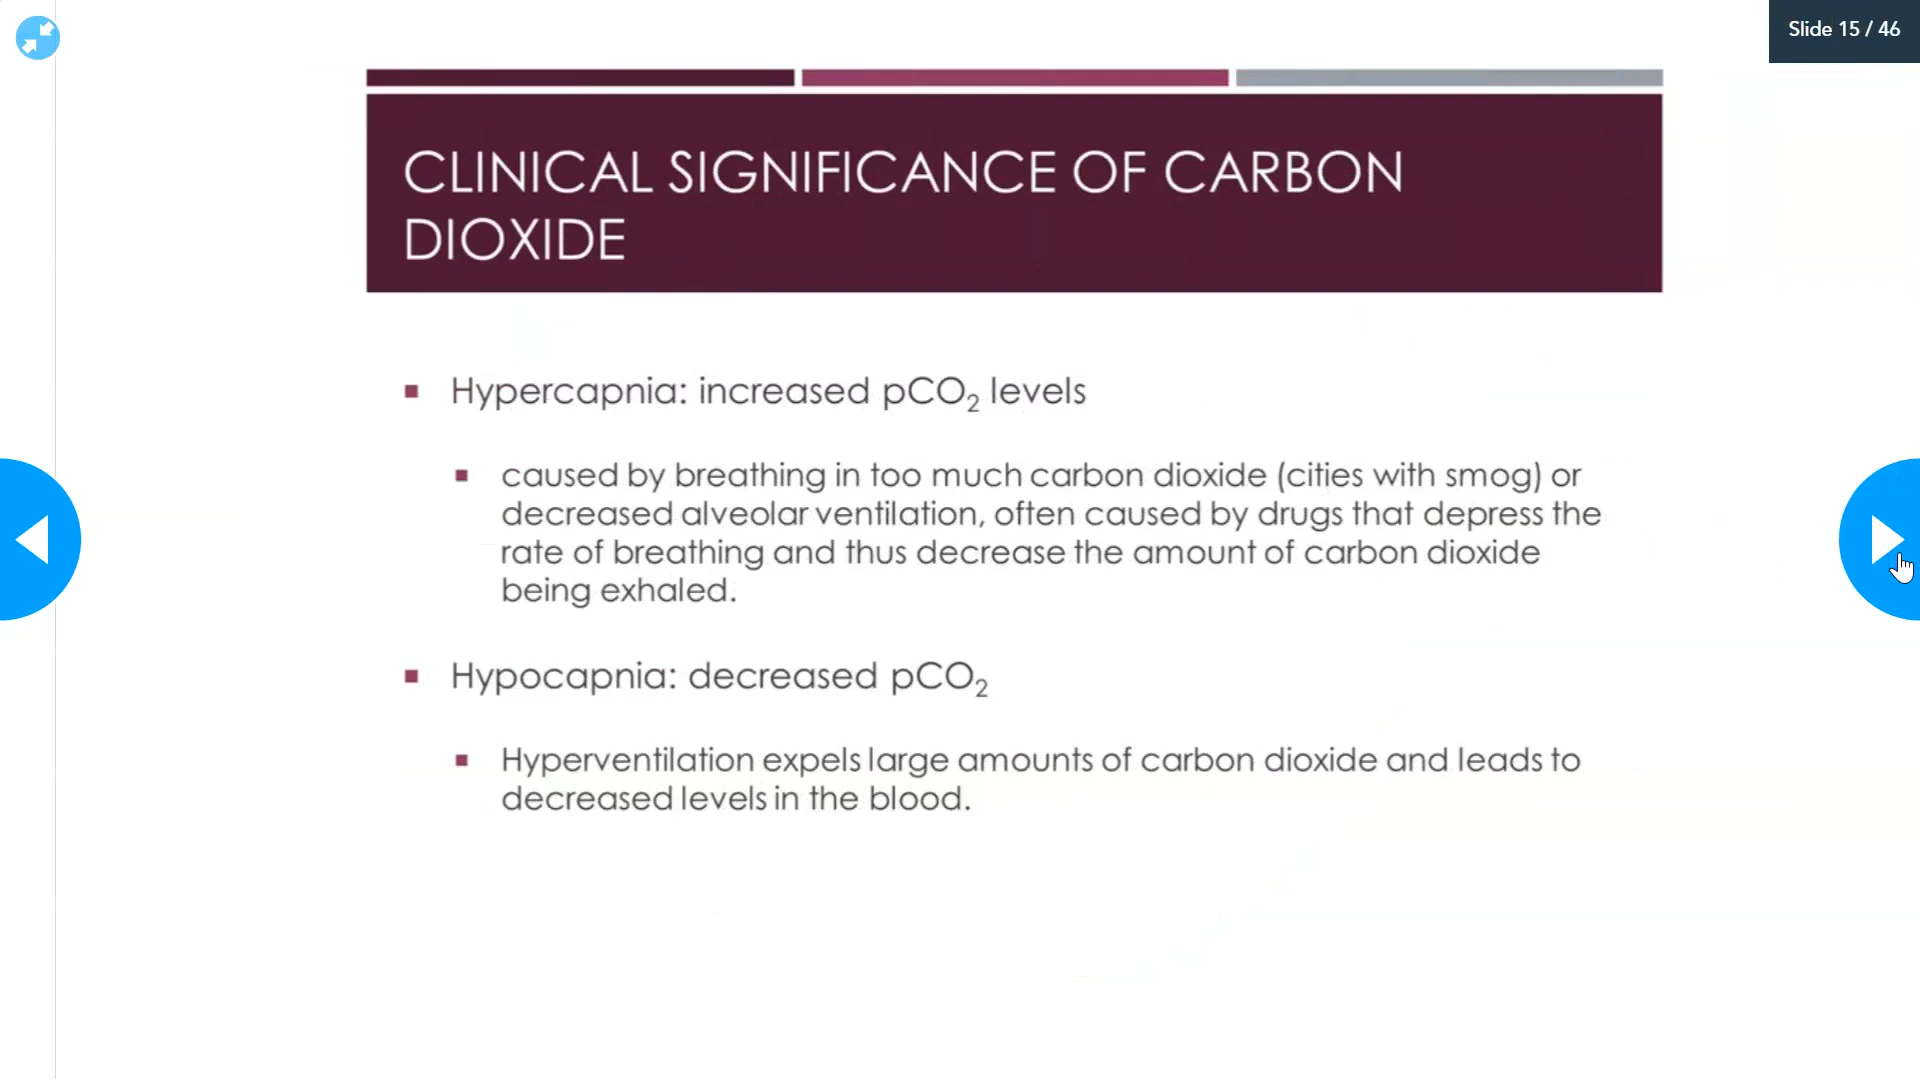 Slide 15 / 46
CLINICAL SIGNIFICANCE OF CARBON
DIOXIDE
Hypercapnia: increased pCO₂ levels
caused by breathing in too much carbon dioxide (cities with smog) or
decreased alveolar ventilation, often caused by drugs that depress the
rate of breathing and thus decrease the amount of carbon dioxide
being exhaled.
Hypocapnia: decreased pCO₂
Hyperventilation expels large amounts of carbon dioxide and leads to
decreased levels in the blood.